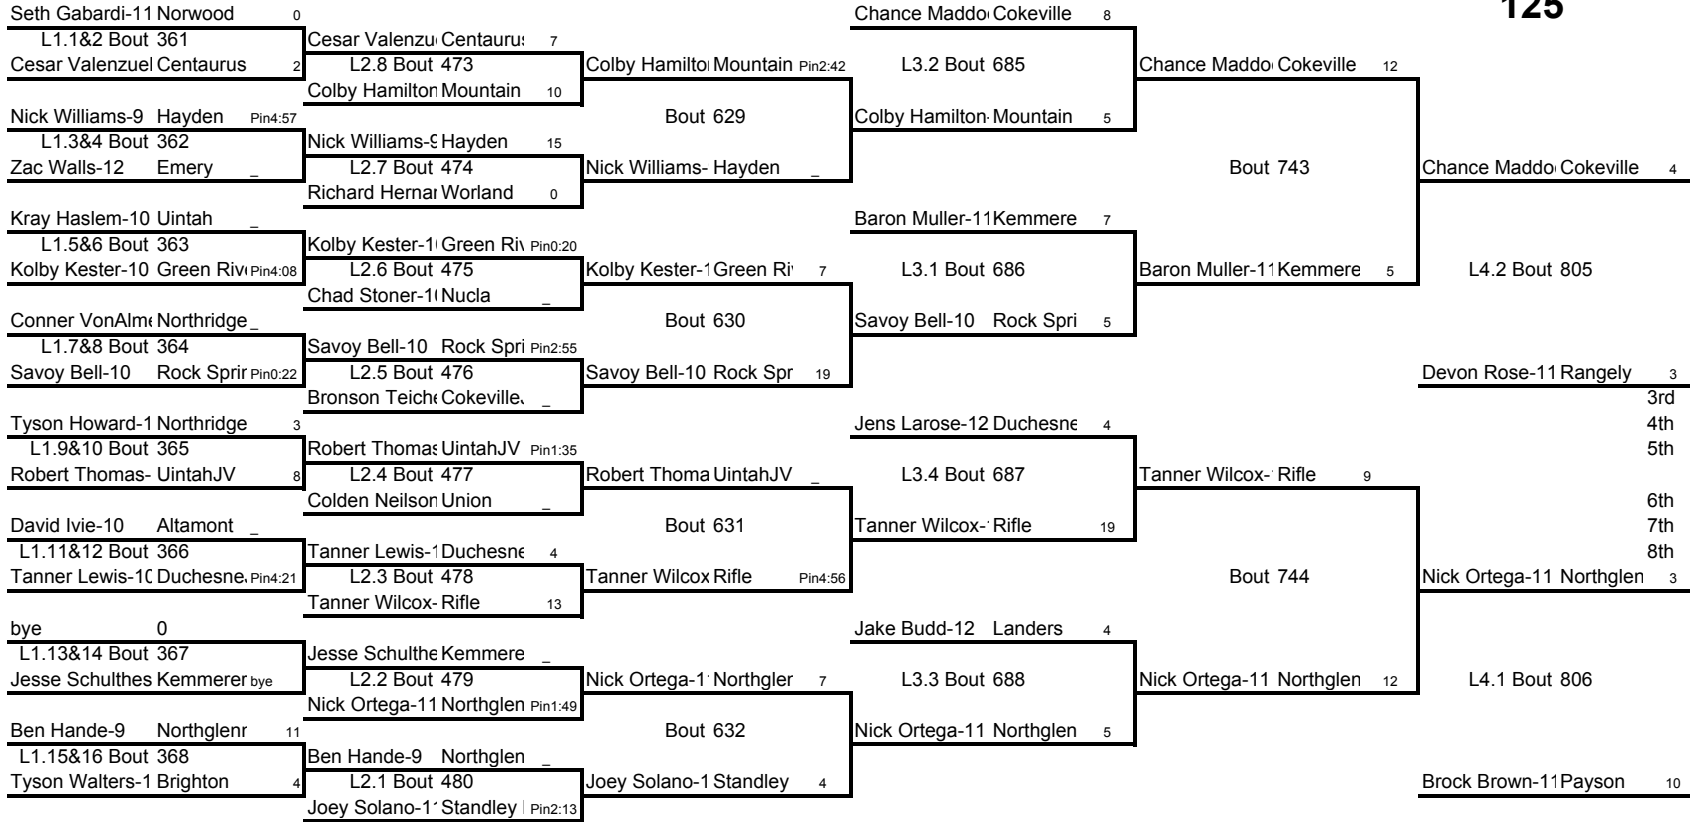 125
Seth Gabardi-11 Norwood 0
L1.1&2 Bout 361
Cesar Valenzuel Centaurus 2
Nick Williams-9 Hayden Pin4:57
L1.3&4 Bout 362
Zac Walls-12 Emery _
Kray Haslem-10 Uintah _
L1.5&6 Bout 363
Kolby Kester-10 Green Rive Pin4:08
Conner VonAlme Northridge _
L1.7&8 Bout 364
Savoy Bell-10 Rock Sprin Pin0:22
Tyson Howard-1 Northridge 3
L1.9&10 Bout 365
Robert Thomas- UintahJV 8
David Ivie-10 Altamont _
L1.11&12 Bout 366
Tanner Lewis-10 Duchesne. Pin4:21
bye 0
L1.13&14 Bout 367
Jesse Schulthes Kemmerer bye
Ben Hande-9 Northglenn 11
L1.15&16 Bout 368
Tyson Walters-1 Brighton 4
Cesar Valenzu Centaurus 7
L2.8 Bout 473
Colby Hamilton Mountain 10
Nick Williams-9 Hayden 15
L2.7 Bout 474
Richard Hernan Worland 0
Kolby Kester-1 Green Riv Pin0:20
L2.6 Bout 475
Chad Stoner-1 Nucla _
Savoy Bell-10 Rock Spri Pin2:55
L2.5 Bout 476
Bronson Teiche Cokeville. _
Robert Thomas UintahJV Pin1:35
L2.4 Bout 477
Colden Neilson Union _
Tanner Lewis-1 Duchesne 4
L2.3 Bout 478
Tanner Wilcox- Rifle 13
Jesse Schulthe Kemmere _
L2.2 Bout 479
Nick Ortega-11 Northglen Pin1:49
Ben Hande-9 Northglen _
L2.1 Bout 480
Joey Solano-11 Standley Pin2:13
Colby Hamilto Mountain Pin2:42
Bout 629
Nick Williams- Hayden _
Kolby Kester-1 Green Ri 7
Bout 630
Savoy Bell-10 Rock Spr 19
Robert Thoma UintahJV _
Bout 631
Tanner Wilcox Rifle Pin4:56
Nick Ortega-1 Northglen 7
Bout 632
Joey Solano-1 Standley 4
Chance Maddo Cokeville 8
L3.2 Bout 685
Colby Hamilton- Mountain 5
Baron Muller-11 Kemmere 7
L3.1 Bout 686
Savoy Bell-10 Rock Spri 5
Jens Larose-12 Duchesne 4
L3.4 Bout 687
Tanner Wilcox- Rifle 19
Jake Budd-12 Landers 4
L3.3 Bout 688
Nick Ortega-11 Northglen 5
Chance Maddo Cokeville 12
Bout 743
Baron Muller-11 Kemmere 5
Tanner Wilcox- Rifle 9
Bout 744
Nick Ortega-11 Northglen 12
Chance Maddo Cokeville 4
L4.2 Bout 805
Devon Rose-11 Rangely 3
3rd
4th
5th
6th
7th
8th
Nick Ortega-11 Northglen 3
L4.1 Bout 806
Brock Brown-11 Payson 10